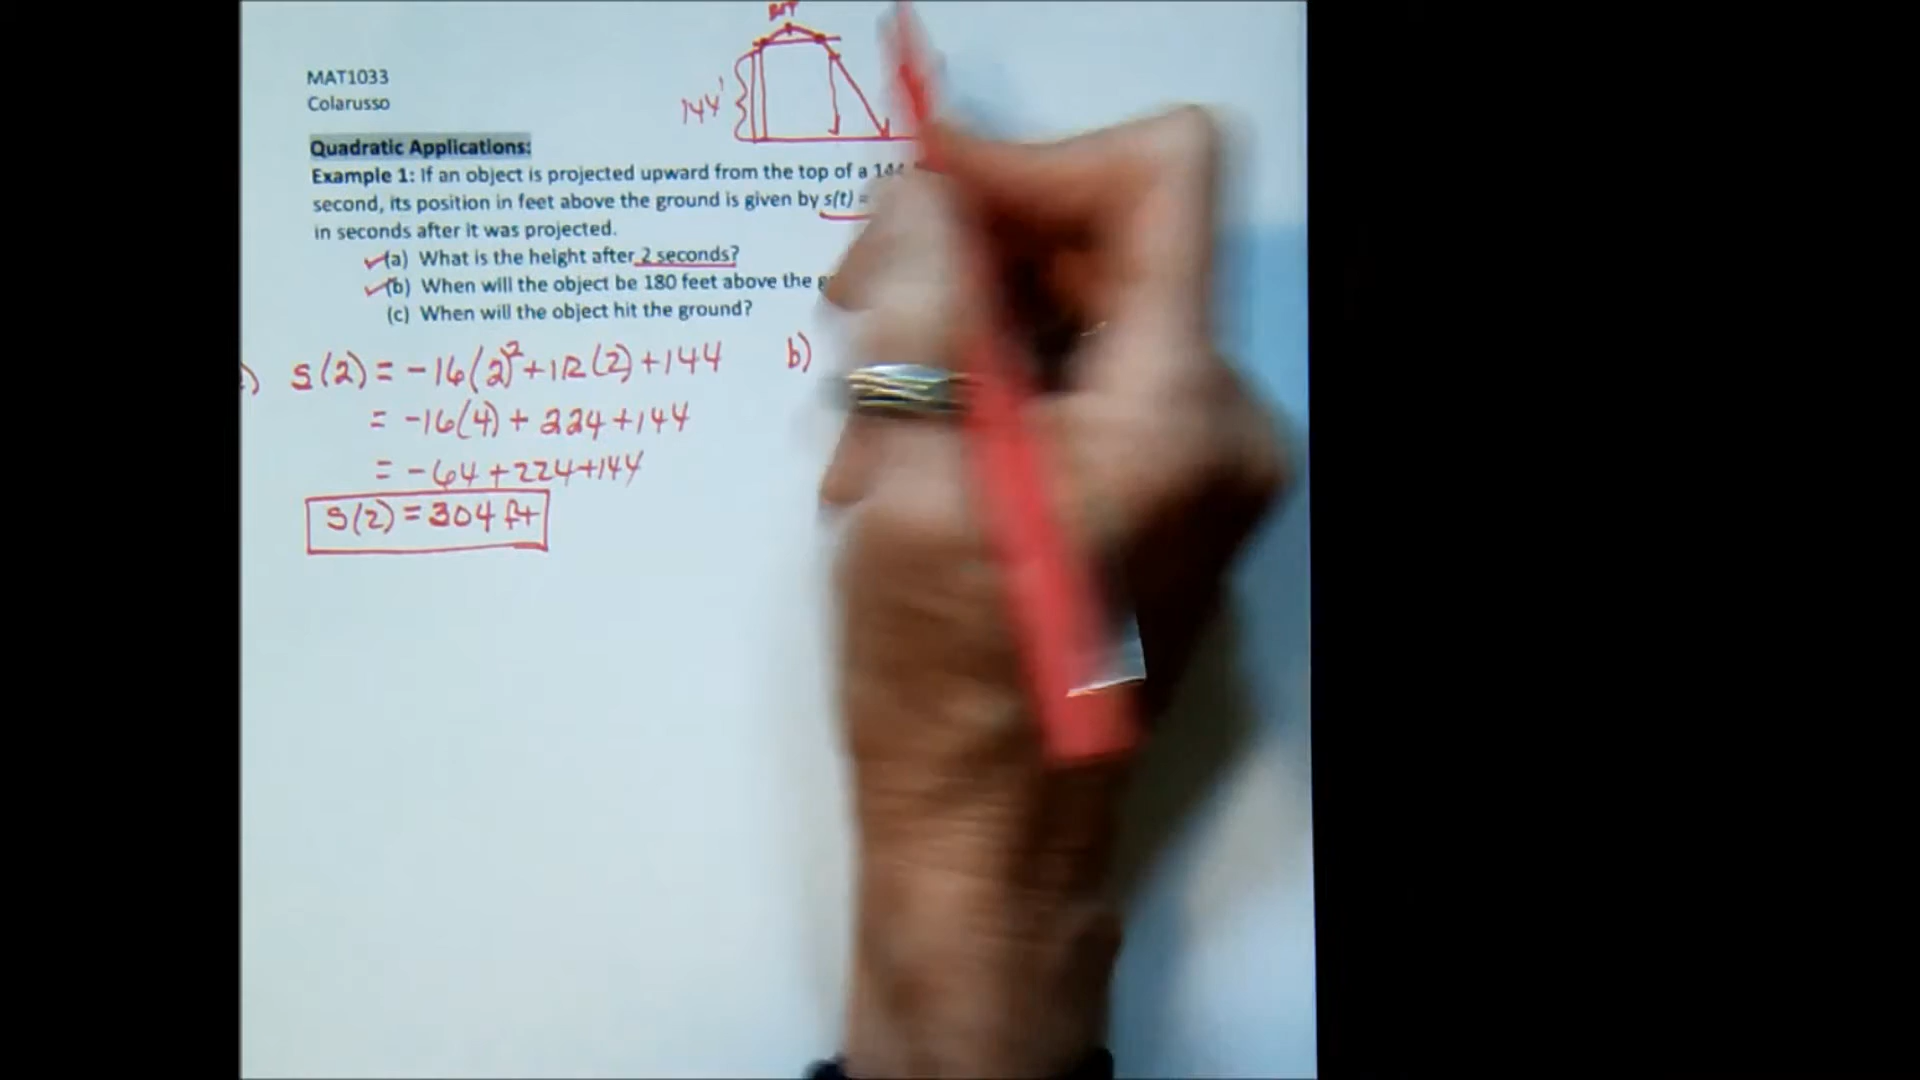 MAT1033
Colarusso
144'
Quadratic Applications:
Example 1: If an object is projected upward from the top of a 144
second, its position in feet above the ground is given by s(t) =
in seconds after it was projected.
(a) What is the height after 2 seconds?
(b) When will the object be 180 feet above the
(c) When will the object hit the ground?
s(2) = -16(2)² + 112(2) + 144
b)
= -16(4) + 224 + 144
= -64 + 224 + 144
s(2) = 304 ft